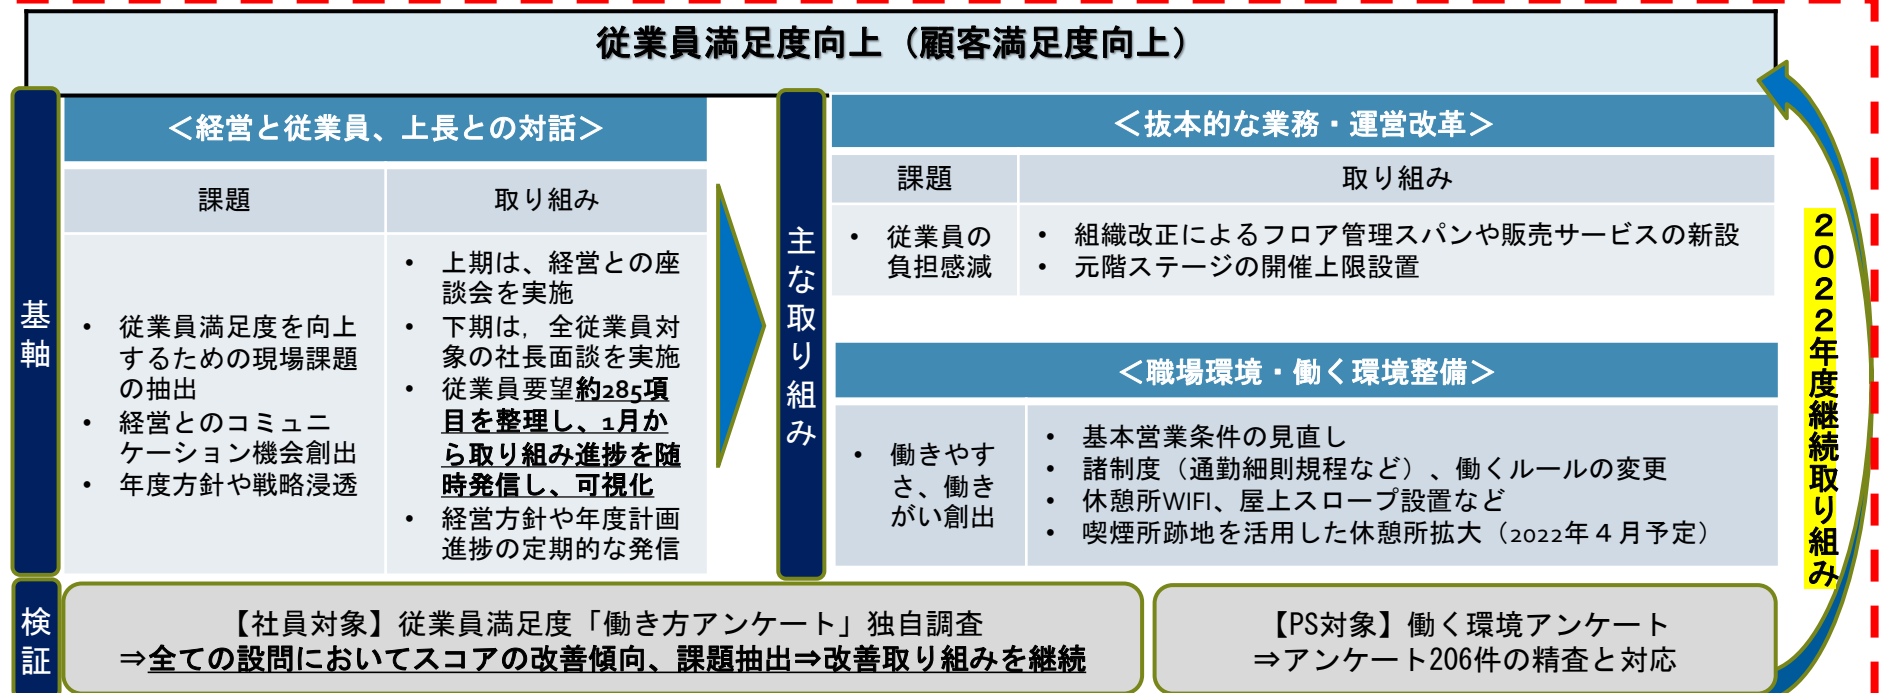 従業員満足度向上（顧客満足度向上）
基軸
＜経営と従業員、上長との対話＞
課題
取り組み
• 従業員満足度を向上
するための現場課題
の抽出
• 経営とのコミュニ
ケーション機会創出
• 年度方針や戦略浸透
• 上期は、経営との座
談会を実施
• 下期は, 全従業員対
象の社長面談を実施
• 従業員要望約285項
目を整理し、1月か
ら取り組み進捗を随
時発信し、可視化
• 経営方針や年度計画
進捗の定期的な発信
主な取り組み
＜抜本的な業務・運営改革＞
課題
取り組み
• 従業員の
負担感減
• 組織改正によるフロア管理スパンや販売サービスの新設
• 元階ステージの開催上限設置
＜職場環境・働く環境整備＞
• 働きやす
さ、働き
がい創出
• 基本営業条件の見直し
• 諸制度（通勤細則規程など）、働くルールの変更
• 休憩所WIFI、屋上スロープ設置など
• 喫煙所跡地を活用した休憩所拡大（2022年４月予定）
２０２２年度継続取り組み
検証
【社員対象】従業員満足度「働き方アンケート」独自調査
⇒全ての設問においてスコアの改善傾向、課題抽出⇒改善取り組みを継続
【PS対象】働く環境アンケート
⇒アンケート206件の精査と対応